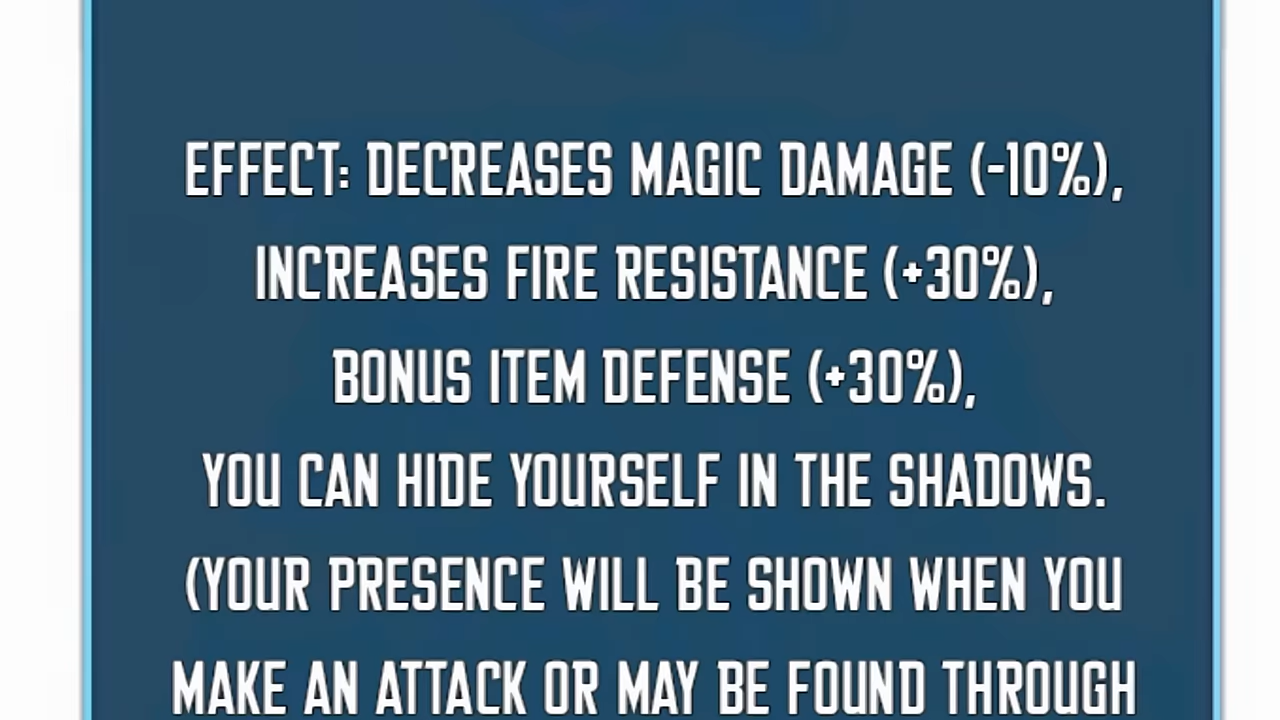 EFFECT: DECREASES MAGIC DAMAGE (-10%),
INCREASES FIRE RESISTANCE (+30%),
BONUS ITEM DEFENSE (+30%),
YOU CAN HIDE YOURSELF IN THE SHADOWS.
(YOUR PRESENCE WILL BE SHOWN WHEN YOU
MAKE AN ATTACK OR MAY BE FOUND THROUGH